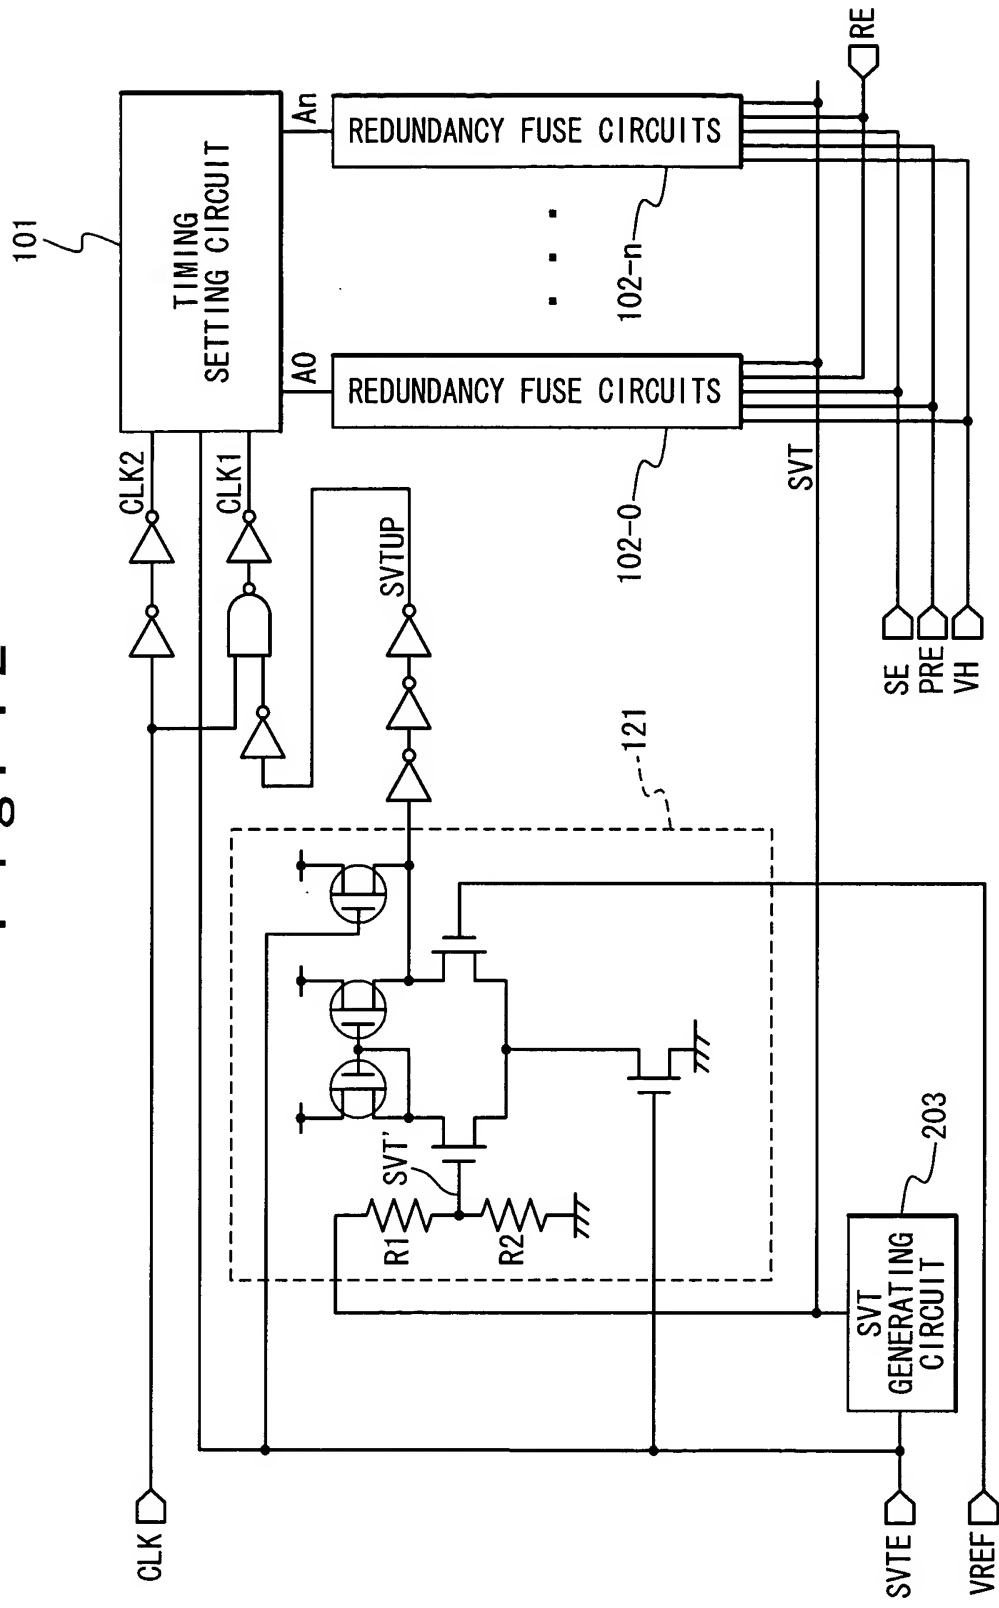 101
TIMING
SETTING CIRCUIT
CLK2
CLK1
A0
An
REDUNDANCY FUSE CIRCUITS
REDUNDANCY FUSE CIRCUITS
102-0
102-n
SVTUP
SVT
RE
SE
PRE
VH
121
SVT'
R1
R2
SVT
GENERATING
CIRCUIT
203
CLK
SVTE
VREF